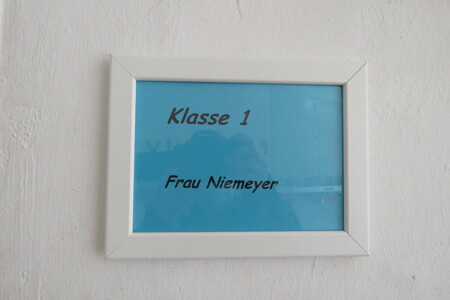 Klasse 1
Frau Niemeyer